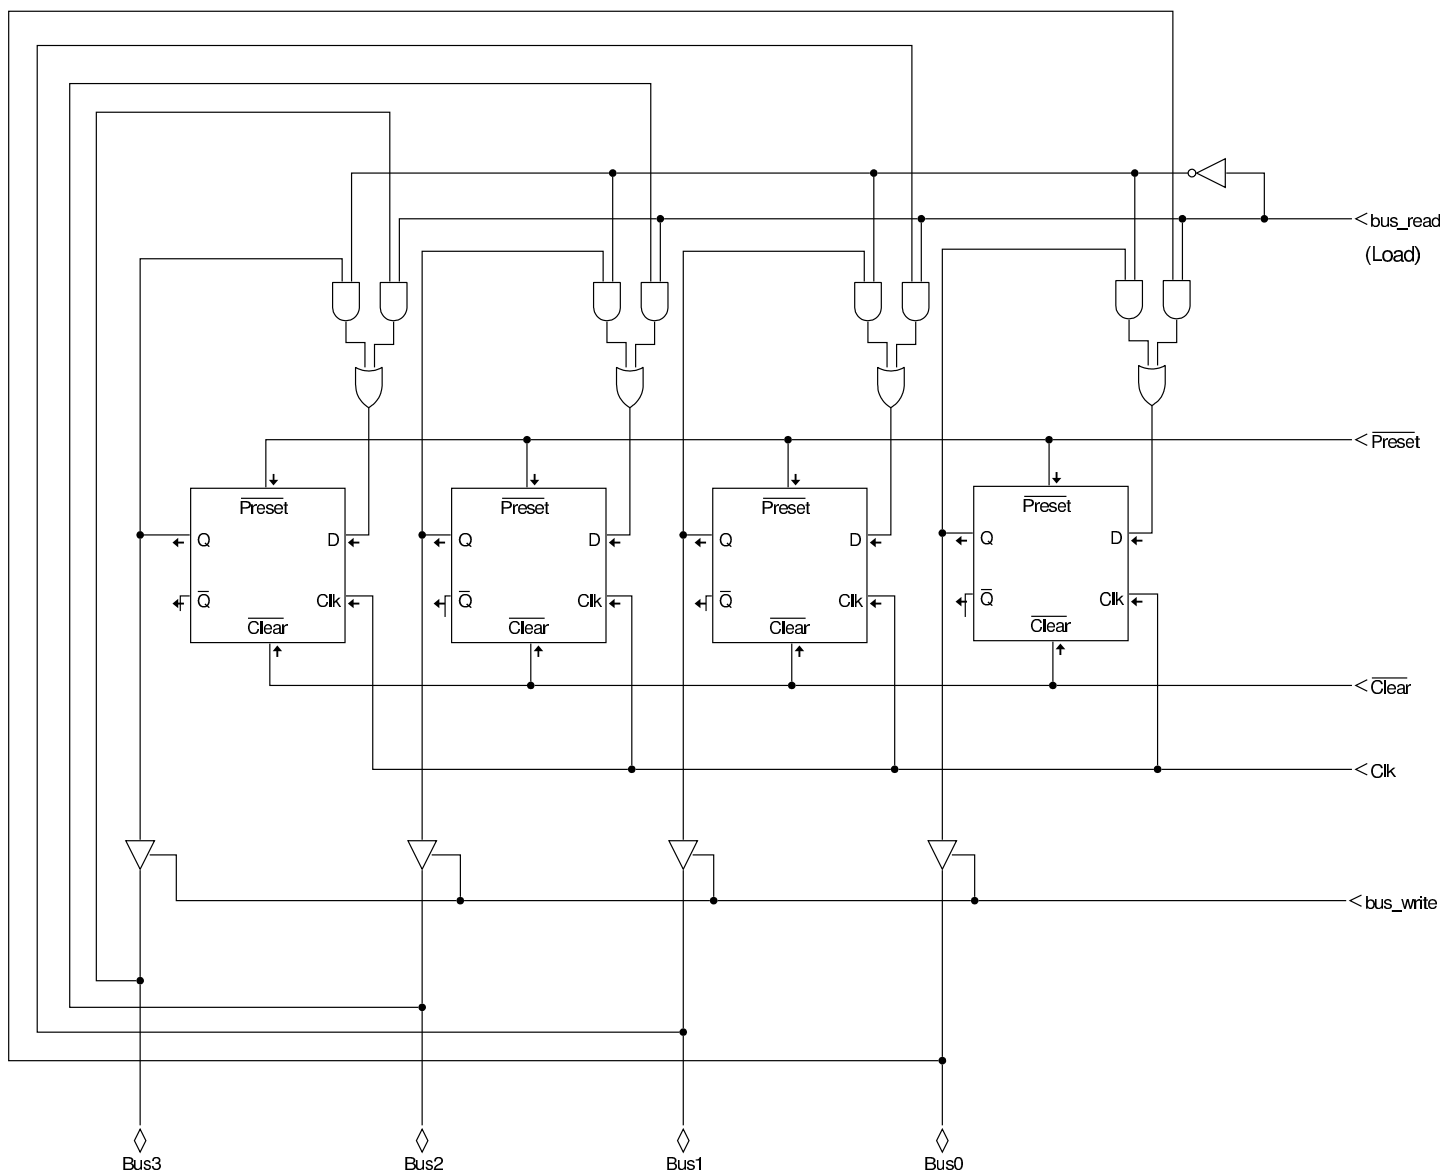 bus_read
(Load)
Preset
Preset
Preset
Preset
Preset
Q
D
Q
D
Q
D
Q
D
Q
Clk
Q
Clk
Q
Clk
Q
Clk
Clear
Clear
Clear
Clear
Clear
Clk
bus_write
Bus3
Bus2
Bus1
Bus0